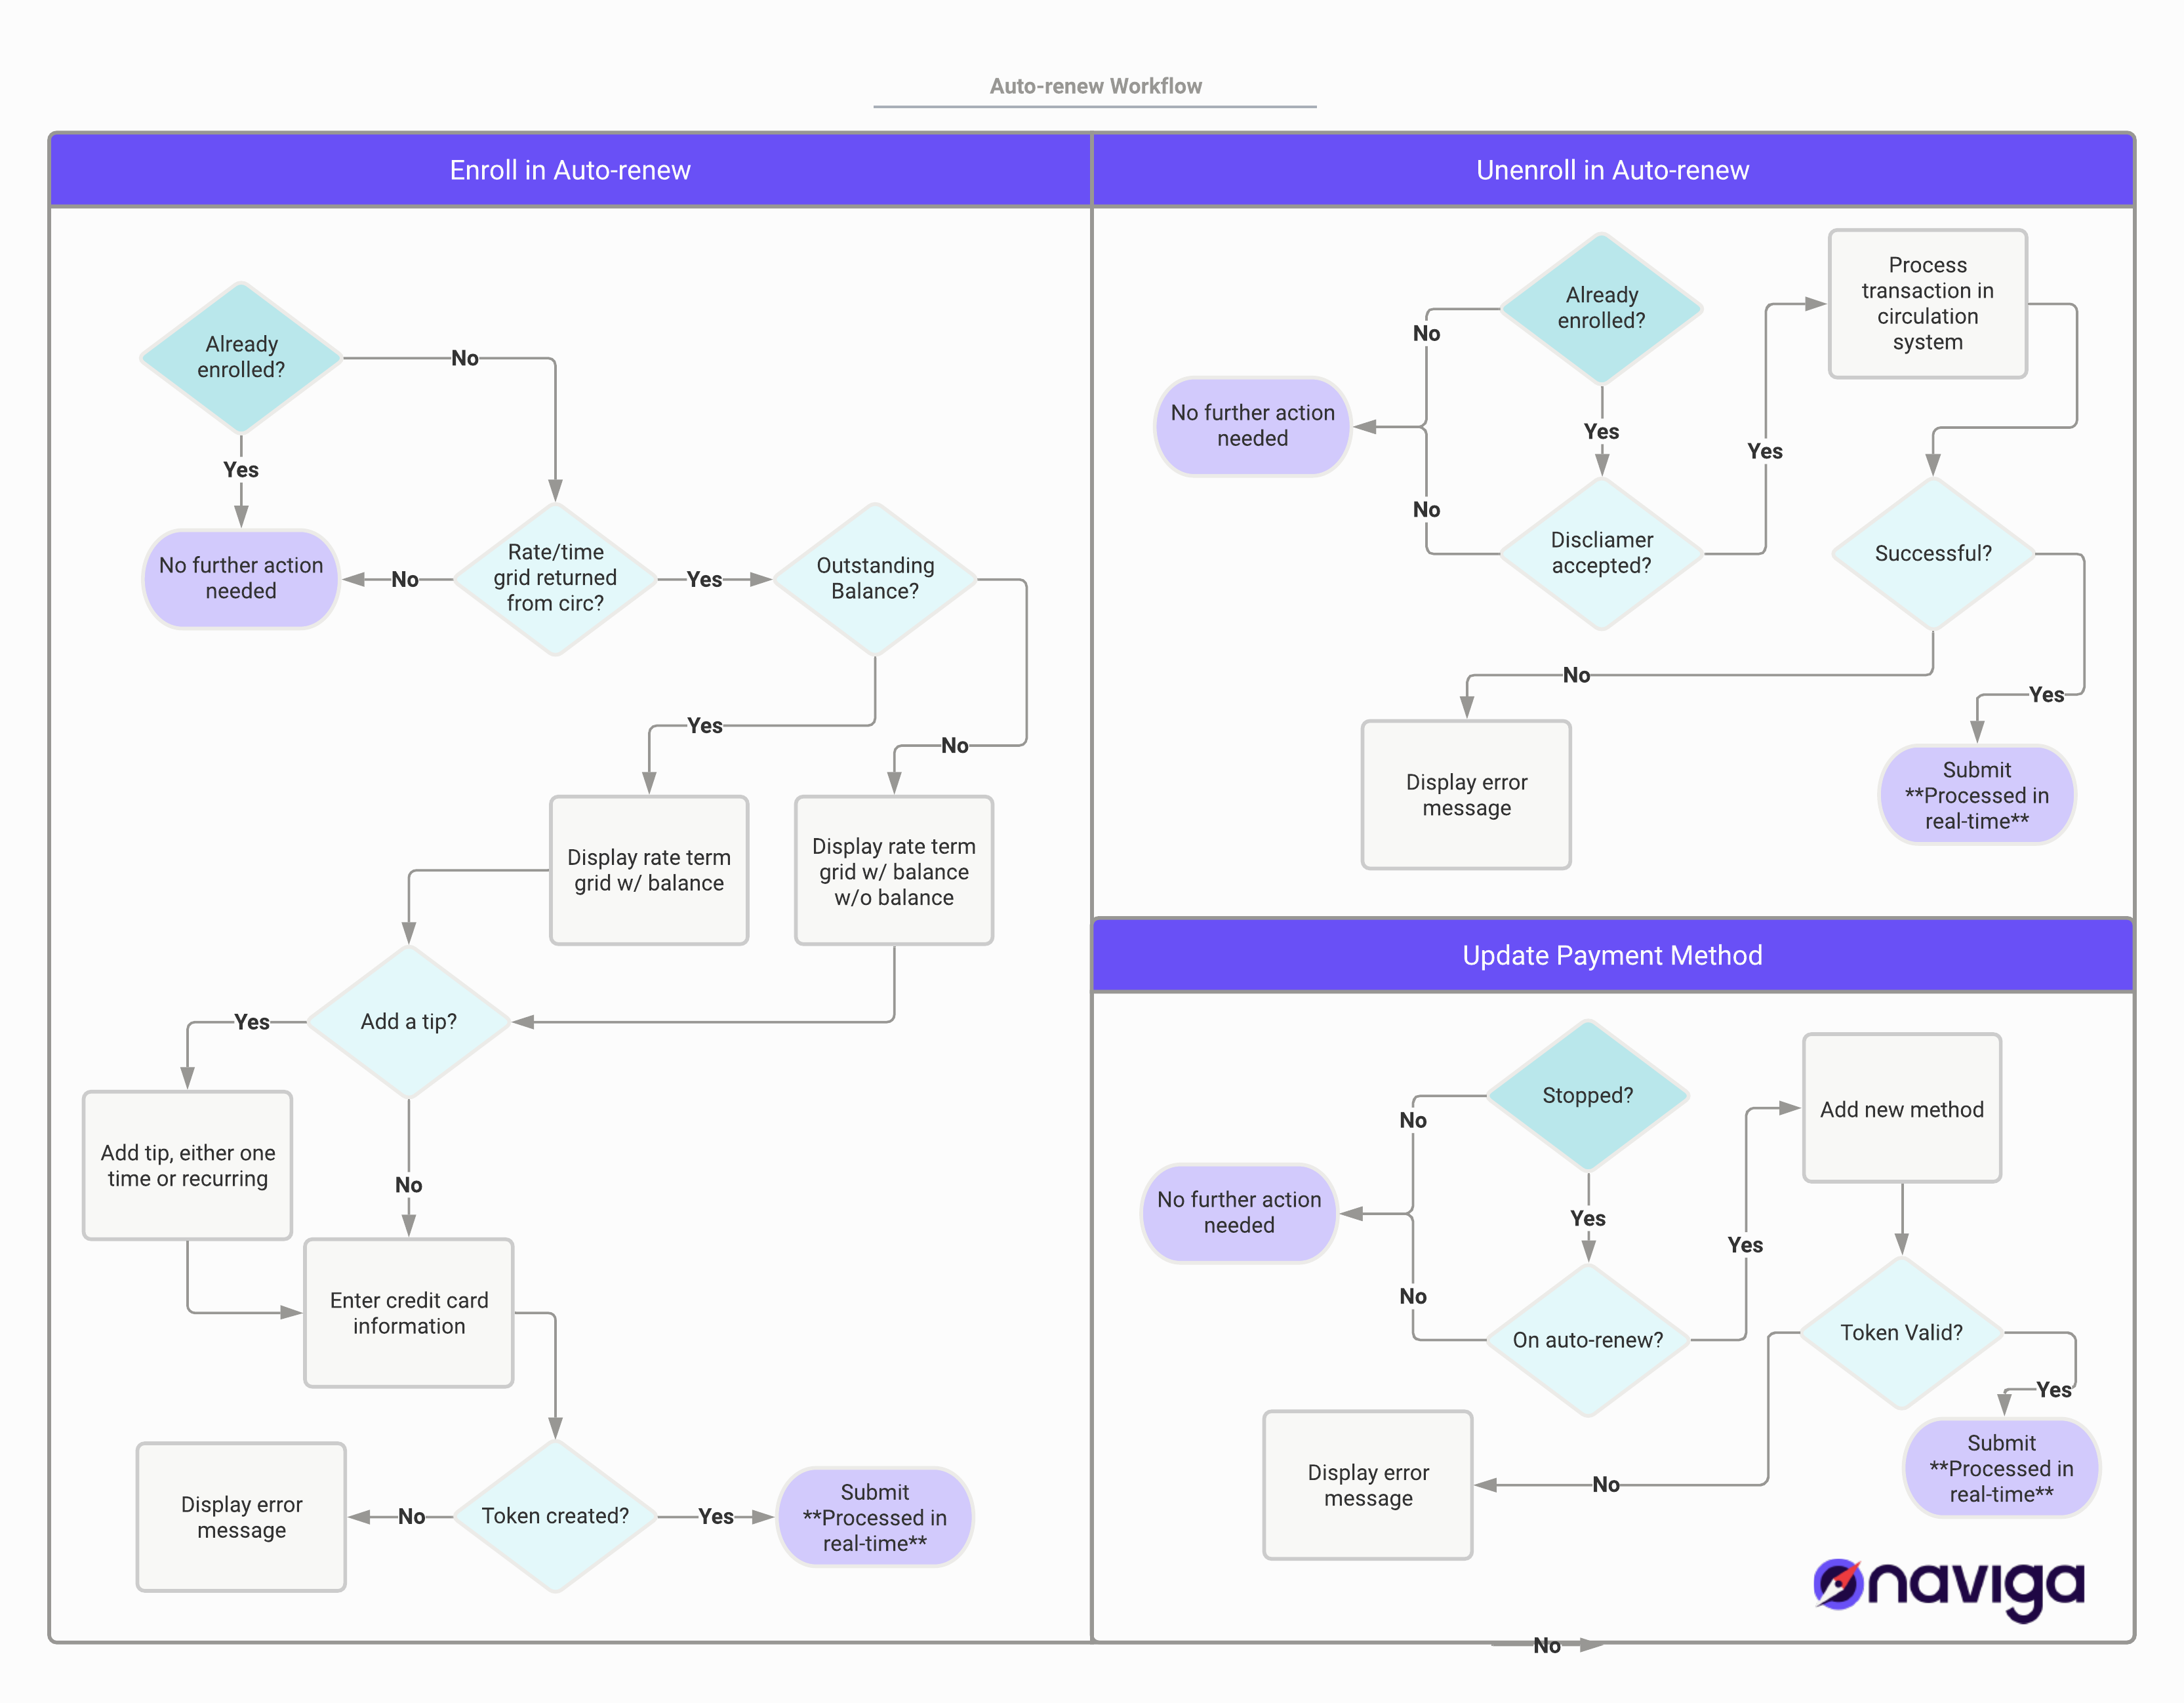 Auto-renew Workflow
Enroll in Auto-renew
Already
enrolled?
No
Yes
No further action
needed
No
Rate/time
grid returned
from circ?
Yes
Outstanding
Balance?
Yes
No
Display rate term
grid w/ balance
Display rate term
grid w/ balance
w/o balance
Yes
Add a tip?
Add tip, either one
time or recurring
No
Enter credit card
information
Display error
message
No
Token created?
Yes
Submit
**Processed in
real-time**
Unenroll in Auto-renew
Already
enrolled?
Process
transaction in
circulation
system
No
No further action
needed
Yes
Yes
No
Discliamer
accepted?
Successful?
No
Yes
Display error
message
Submit
**Processed in
real-time**
Update Payment Method
Stopped?
Add new method
No
No further action
needed
Yes
Yes
No
On auto-renew?
Token Valid?
Yes
Display error
message
No
Submit
**Processed in
real-time**
naviga
No